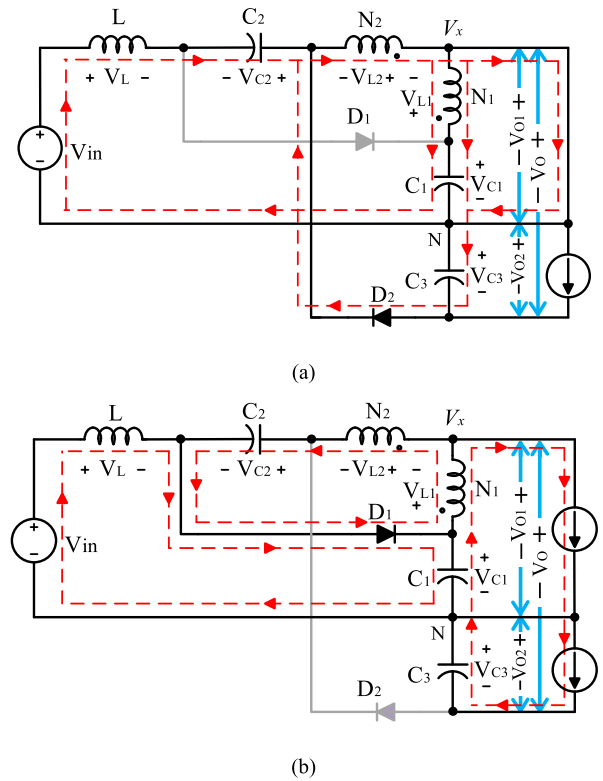 L C2 N2 Vx
+ VL − − VC2 + − VL2 + −
VL1 + N1
D1
+ − Vin
C1 + VC1 −
N
C3 + VC3 −
D2
− VO1 +
− VO +
− VO2 +
(a)
L C2 N2 Vx
+ VL − − VC2 + − VL2 + −
VL1 + N1
D1
+ − Vin
C1 + VC1 −
N
C3 + VC3 −
D2
− VO1 +
− VO +
− VO2 +
(b)